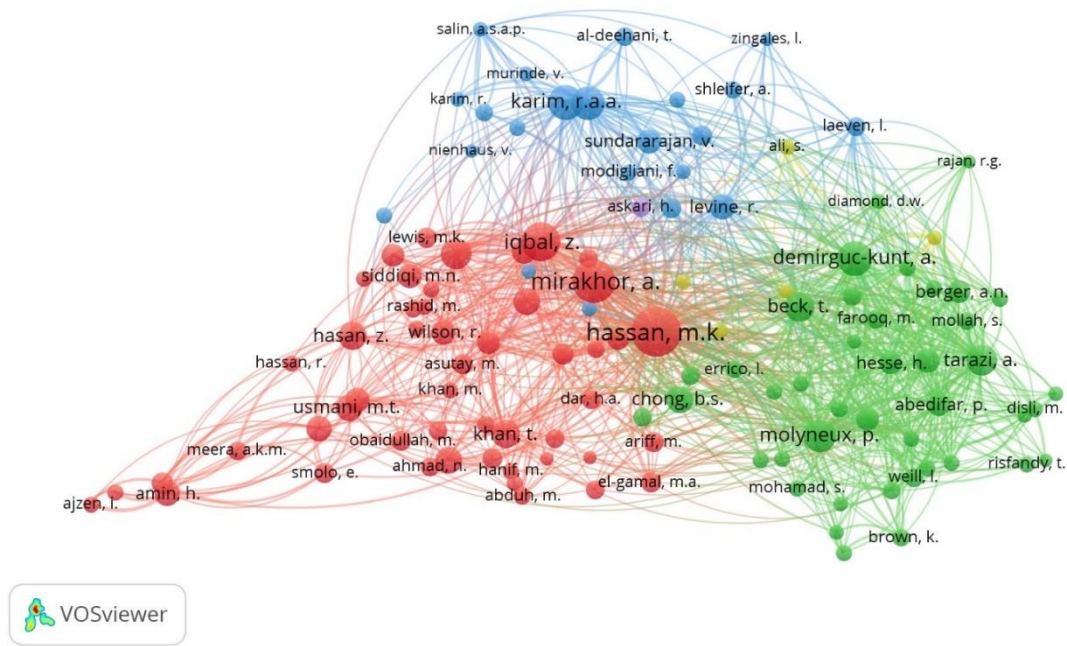 salin, a.s.a.p.
al-deehani, t.
zingales, l.
murinde, v.
shleifer, a.
karim, r.
karim, r.a.a.
laeven, l.
sundararajan, v.
ali, s.
nienhaus, v.
rajan, r.g.
modigliani, f.
diamond, d.w.
askari, h.
levine, r.
lewis, m.k.
iqbal, z.
demirguc-kunt, a.
siddiqi, m.n.
mirakhor, a.
berger, a.n.
rashid, m.
beck, t.
farooq, m.
mollah, s.
hasan, z.
wilson, r.
hassan, m.k.
hassan, r.
asutay, m.
errico, l.
hesse, h.
tarazi, a.
khan, m.
dar, h.a.
chong, b.s.
abedifar, p.
disli, m.
usmani, m.t.
obaidullah, m.
khan, t.
ariff, m.
molyneux, p.
meera, a.k.m.
smolo, e.
ahmad, n.
hanif, m.
el-gamal, m.a.
mohamad, s.
weill, l.
risfandy, t.
ajzen, I.
amin, h.
abduh, m.
brown, k.
VOSviewer